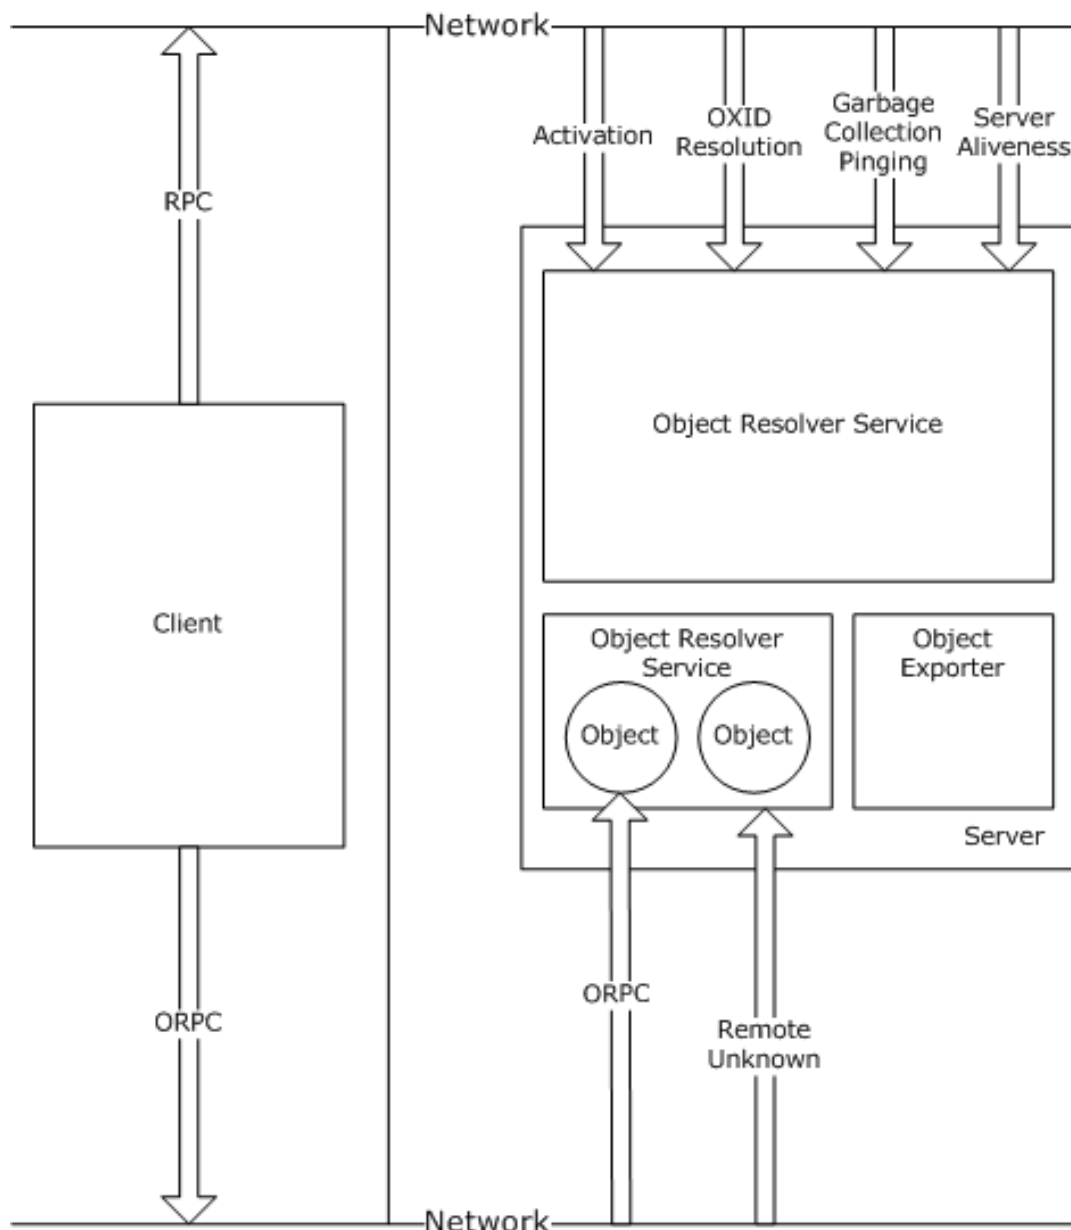 Network
Activation
OXID
Resolution
Garbage
Collection
Pinging
Server
Aliveness
RPC
Object Resolver Service
Client
Object Resolver
Service
Object
Object
Object
Exporter
Server
ORPC
ORPC
Remote
Unknown
Network